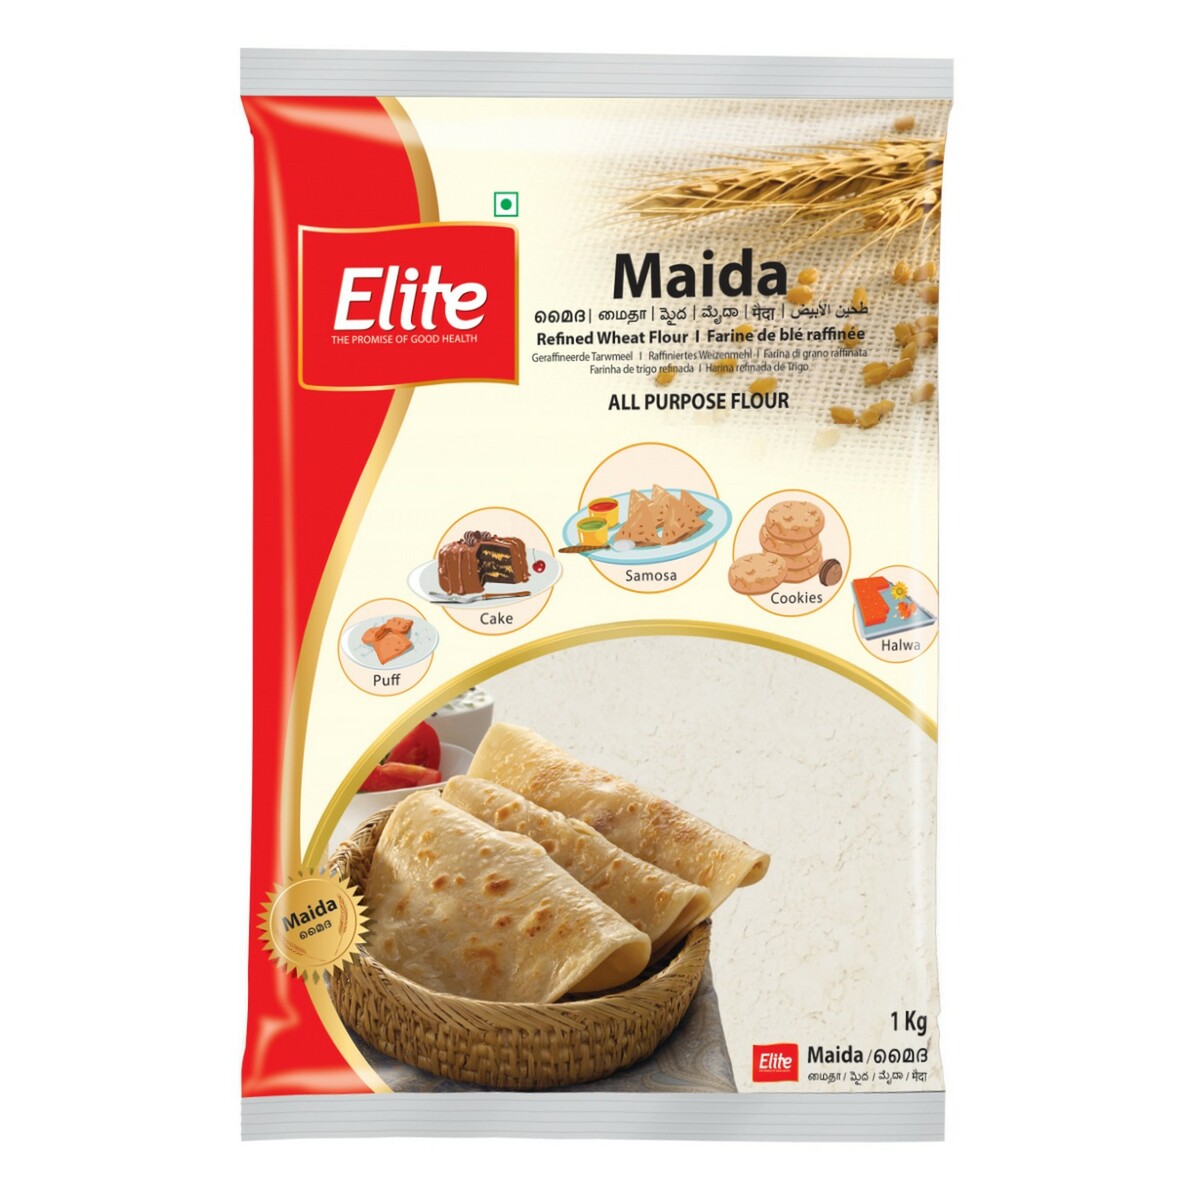 Elite
THE PROMISE OF GOOD HEALTH
Maida
മൈദ | மைதா | మైద | ಮೈದಾ | मैदा | طحين الابيض
Refined Wheat Flour I Farine de blé raffinée
Geraffineerde Tarwmeel I Raffiniertes Weizenmehl I Farina di grano raffinata
Farinha de trigo refinada I Harina refinada de Trigo
ALL PURPOSE FLOUR
Samosa
Cake
Cookies
Puff
Halwa
Maida
മൈദ
1 Kg
Elite
Maida / മൈദ
மைதா / మైద / ಮೈದಾ / मैदा